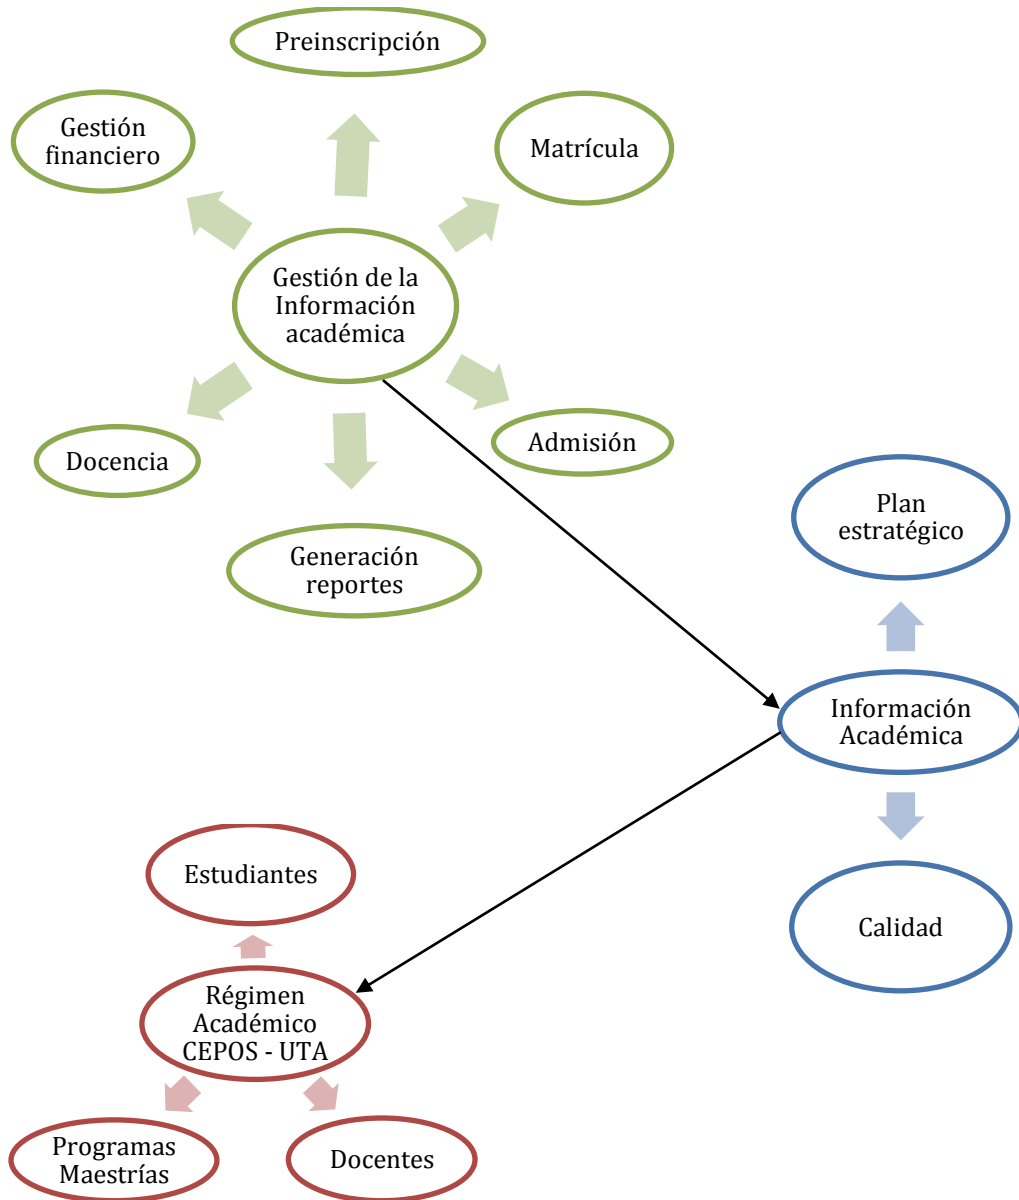 Preinscripción
Gestión
financiero
Matrícula
Gestión de la
Información
académica
Docencia
Admisión
Generación
reportes
Plan
estratégico
Información
Académica
Calidad
Estudiantes
Régimen
Académico
CEPOS - UTA
Programas
Maestrías
Docentes